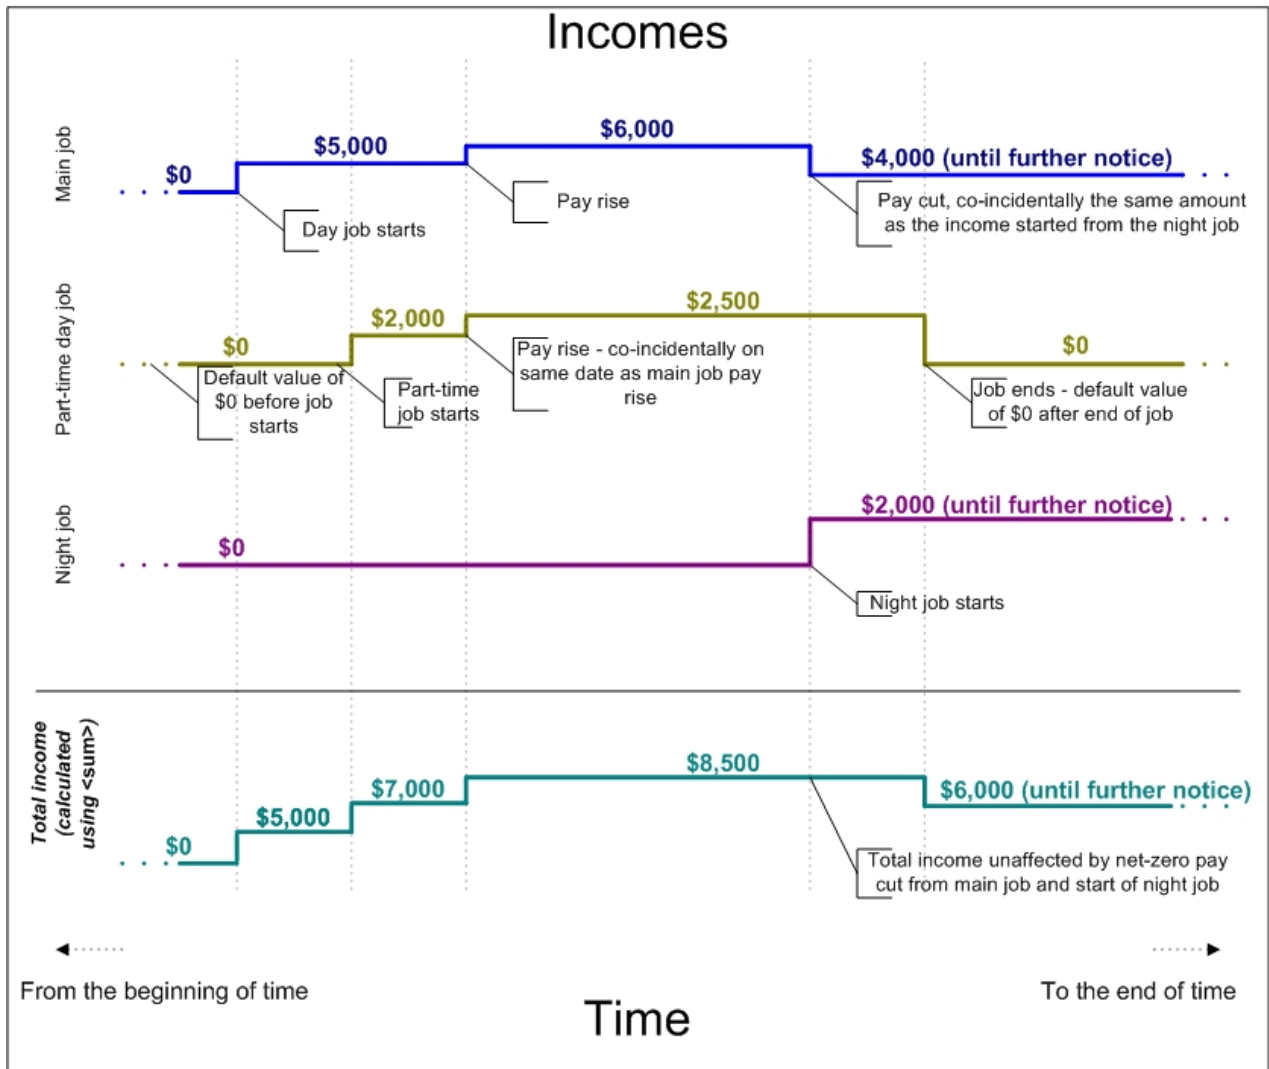 Incomes
Main job
$0
$5,000
$6,000
$4,000 (until further notice)
Day job starts
Pay rise
Pay cut, co-incidentally the same amount
as the income started from the night job
Part-time day job
$0
$2,000
$2,500
$0
Default value of
$0 before job
starts
Part-time
job starts
Pay rise - co-incidentally on
same date as main job pay
rise
Job ends - default value
of $0 after end of job
Night job
$0
$2,000 (until further notice)
Night job starts
Total income
(calculated
using <sum>)
$0
$5,000
$7,000
$8,500
$6,000 (until further notice)
Total income unaffected by net-zero pay
cut from main job and start of night job
From the beginning of time
To the end of time
Time